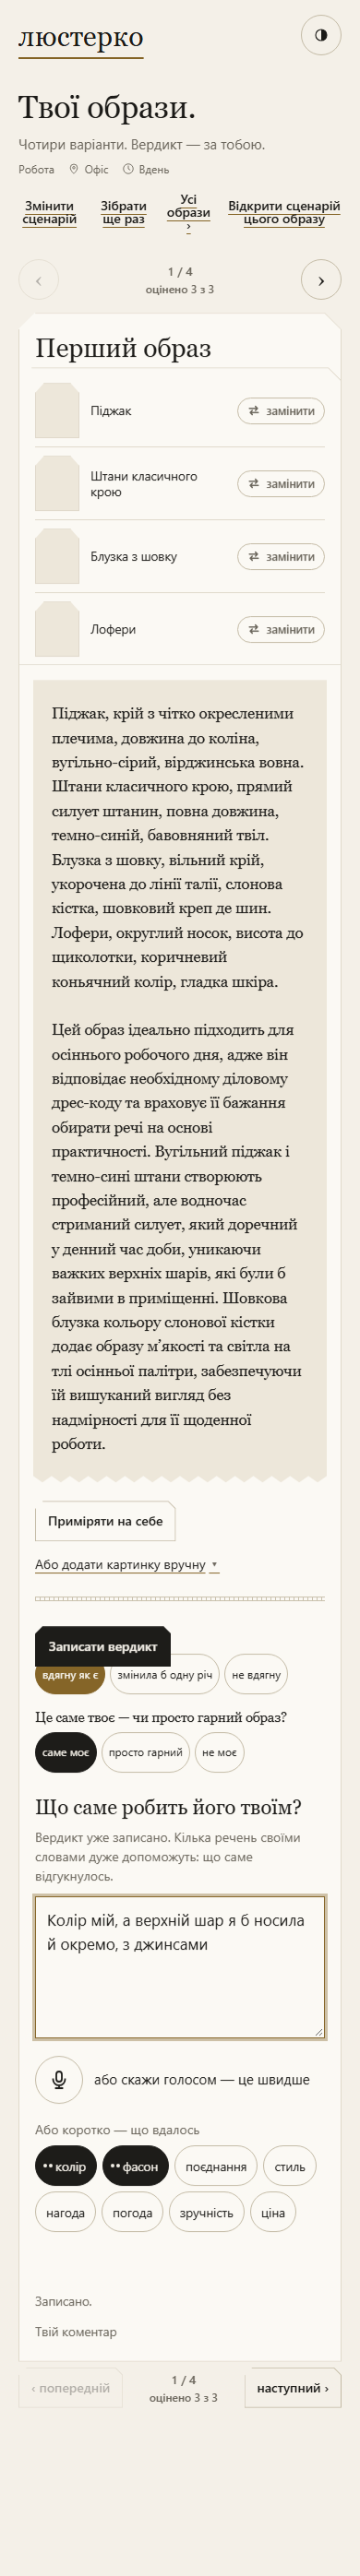 люстерко
Твої образи.
Чотири варіанти. Вердикт — за тобою.
Робота Офіс Вдень
Змінити
сценарій
Зібрати
ще раз
Усі
образи
›
Відкрити сценарій
цього образу
‹
1 / 4
оцінено 3 з 3
›
Перший образ
Піджак
замінити
Штани класичного
крою
замінити
Блузка з шовку
замінити
Лофери
замінити
Піджак, крій з чітко окресленими
плечима, довжина до коліна,
вугільно-сірий, вірджинська вовна.
Штани класичного крою, прямий
силует штанин, повна довжина,
темно-синій, бавовняний твіл.
Блузка з шовку, вільний крій,
укорочена до лінії талії, слонова
кістка, шовковий креп де шин.
Лофери, округлий носок, висота до
щиколотки, коричневий
коньячний колір, гладка шкіра.
Цей образ ідеально підходить для
осіннього робочого дня, адже він
відповідає необхідному діловому
дрес-коду та враховує її бажання
обирати речі на основі
практичності. Вугільний піджак і
темно-сині штани створюють
професійний, але водночас
стриманий силует, який доречний
у денний час доби, уникаючи
важких верхніх шарів, які були б
зайвими в приміщенні. Шовкова
блузка кольору слонової кістки
додає образу м’якості та світла на
тлі осінньої палітри, забезпечуючи
їй вишуканий вигляд без
надмірності для її щоденної
роботи.
Приміряти на себе
Або додати картинку вручну ▾
Записати вердикт
вдягну як є змінила б одну річ не вдягну
Це саме твоє — чи просто гарний образ?
саме моє просто гарний не моє
Що саме робить його твоїм?
Вердикт уже записано. Кілька речень своїми
словами дуже допоможуть: що саме
відгукнулось.
Колір мій, а верхній шар я б носила
й окремо, з джинсами
або скажи голосом — це швидше
Або коротко — що вдалось
колір фасон поєднання стиль
нагода погода зручність ціна
Записано.
Твій коментар
‹ попередній
1 / 4
оцінено 3 з 3
наступний ›